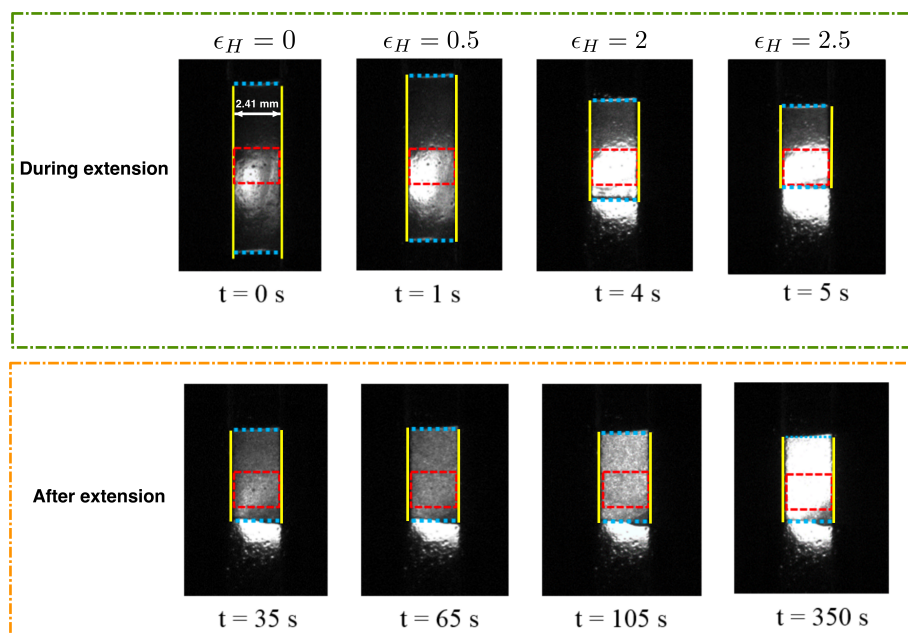 ϵ_H = 0 ϵ_H = 0.5 ϵ_H = 2 ϵ_H = 2.5
2.41 mm
During extension
t = 0 s t = 1 s t = 4 s t = 5 s
After extension
t = 35 s t = 65 s t = 105 s t = 350 s